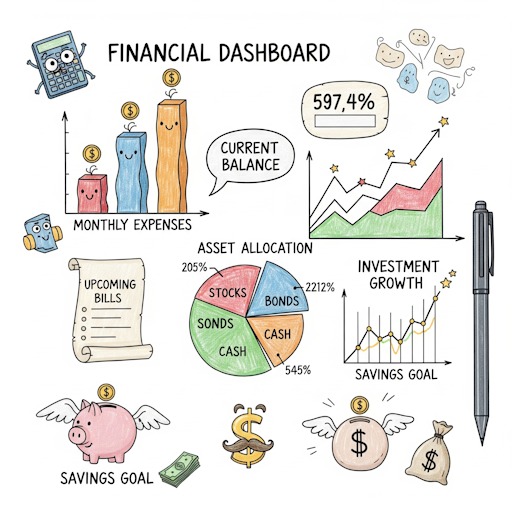 FINANCIAL DASHBOARD
$
$
$
597,4%
CURRENT
BALANCE
MONTHLY EXPENSES
ASSET ALLOCATION
205%
STOCKS
BONDS
2212%
SONDS
CASH
CASH
545%
UPCOMING
BILLS
INVESTMENT
GROWTH
SAVINGS GOAL
$
$
$
$
$
SAVINGS GOAL